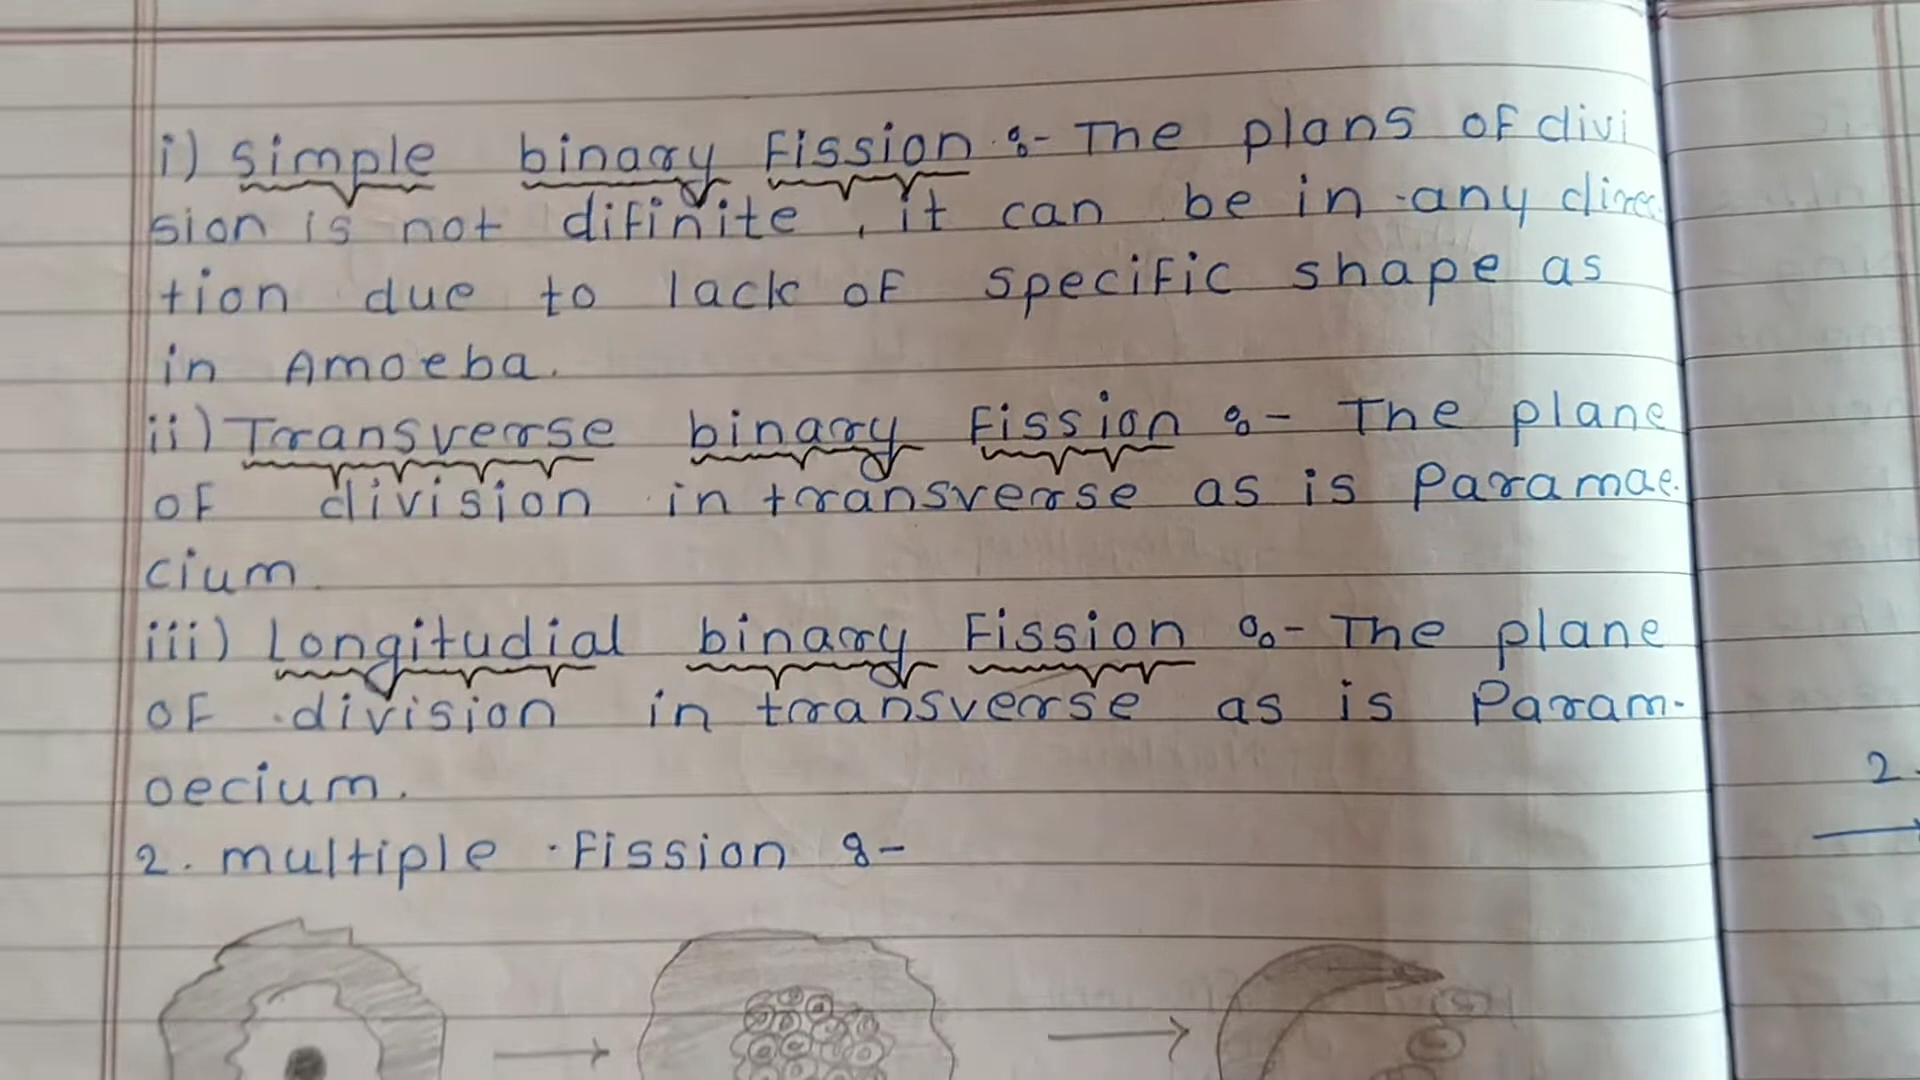 i) Simple binary Fission :- The plans of divi
sion is not difinite, it can be in any direc
tion due to lack of specific shape as
in Amoeba.
ii) Transverse binary Fission :- The plane
of division in transverse as is Paramae-
cium
iii) Longitudial binary Fission :- The plane
of division in transverse as is Param-
oecium.
2. multiple Fission :-
2.